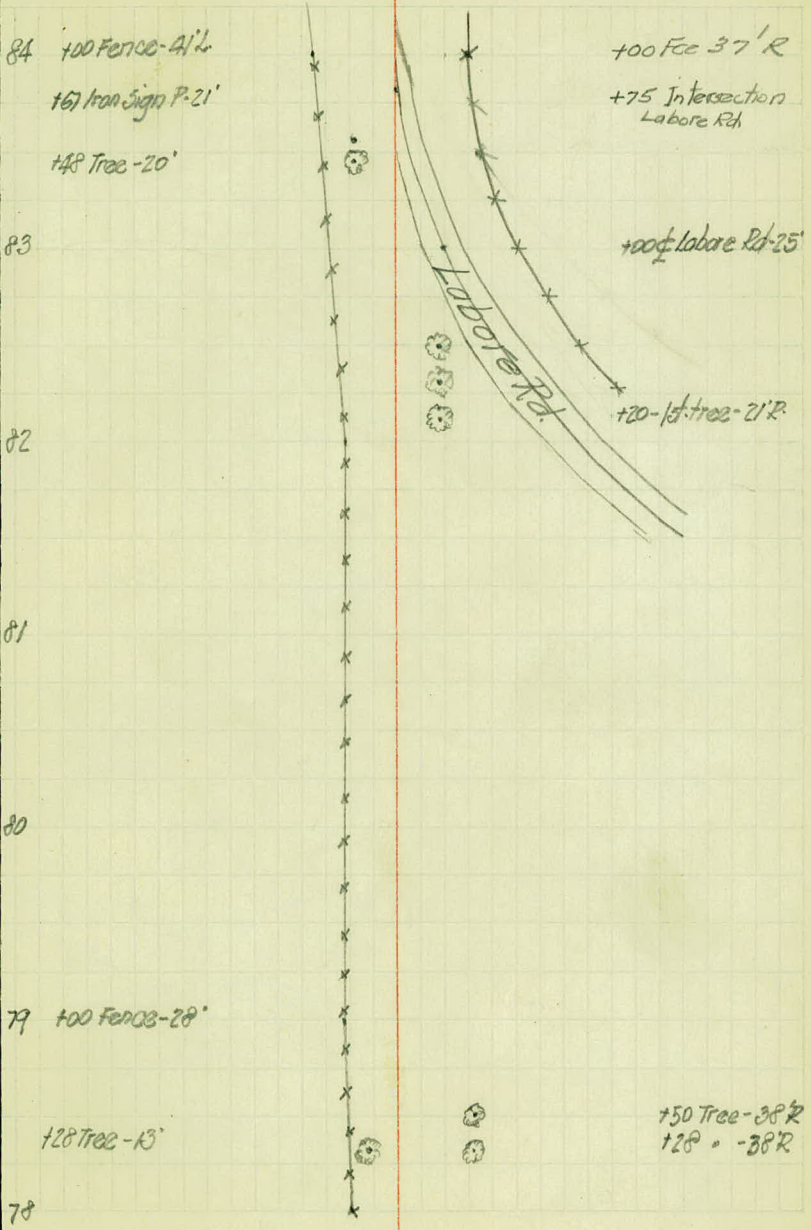 84 +00 Fence-41'L +00 Fce 37'R
+67 Iron Sign P-21' +75 Intersection
Labore Rd
+48 Tree-20'
83 +00 ℄ Labore Rd-25'
Labore Rd.
+20-1st.tree-21'R.
82
81
80
79 +00 Fence-28'
+50 Tree-38'R
+28 Tree-13' +28 " -38'R
78